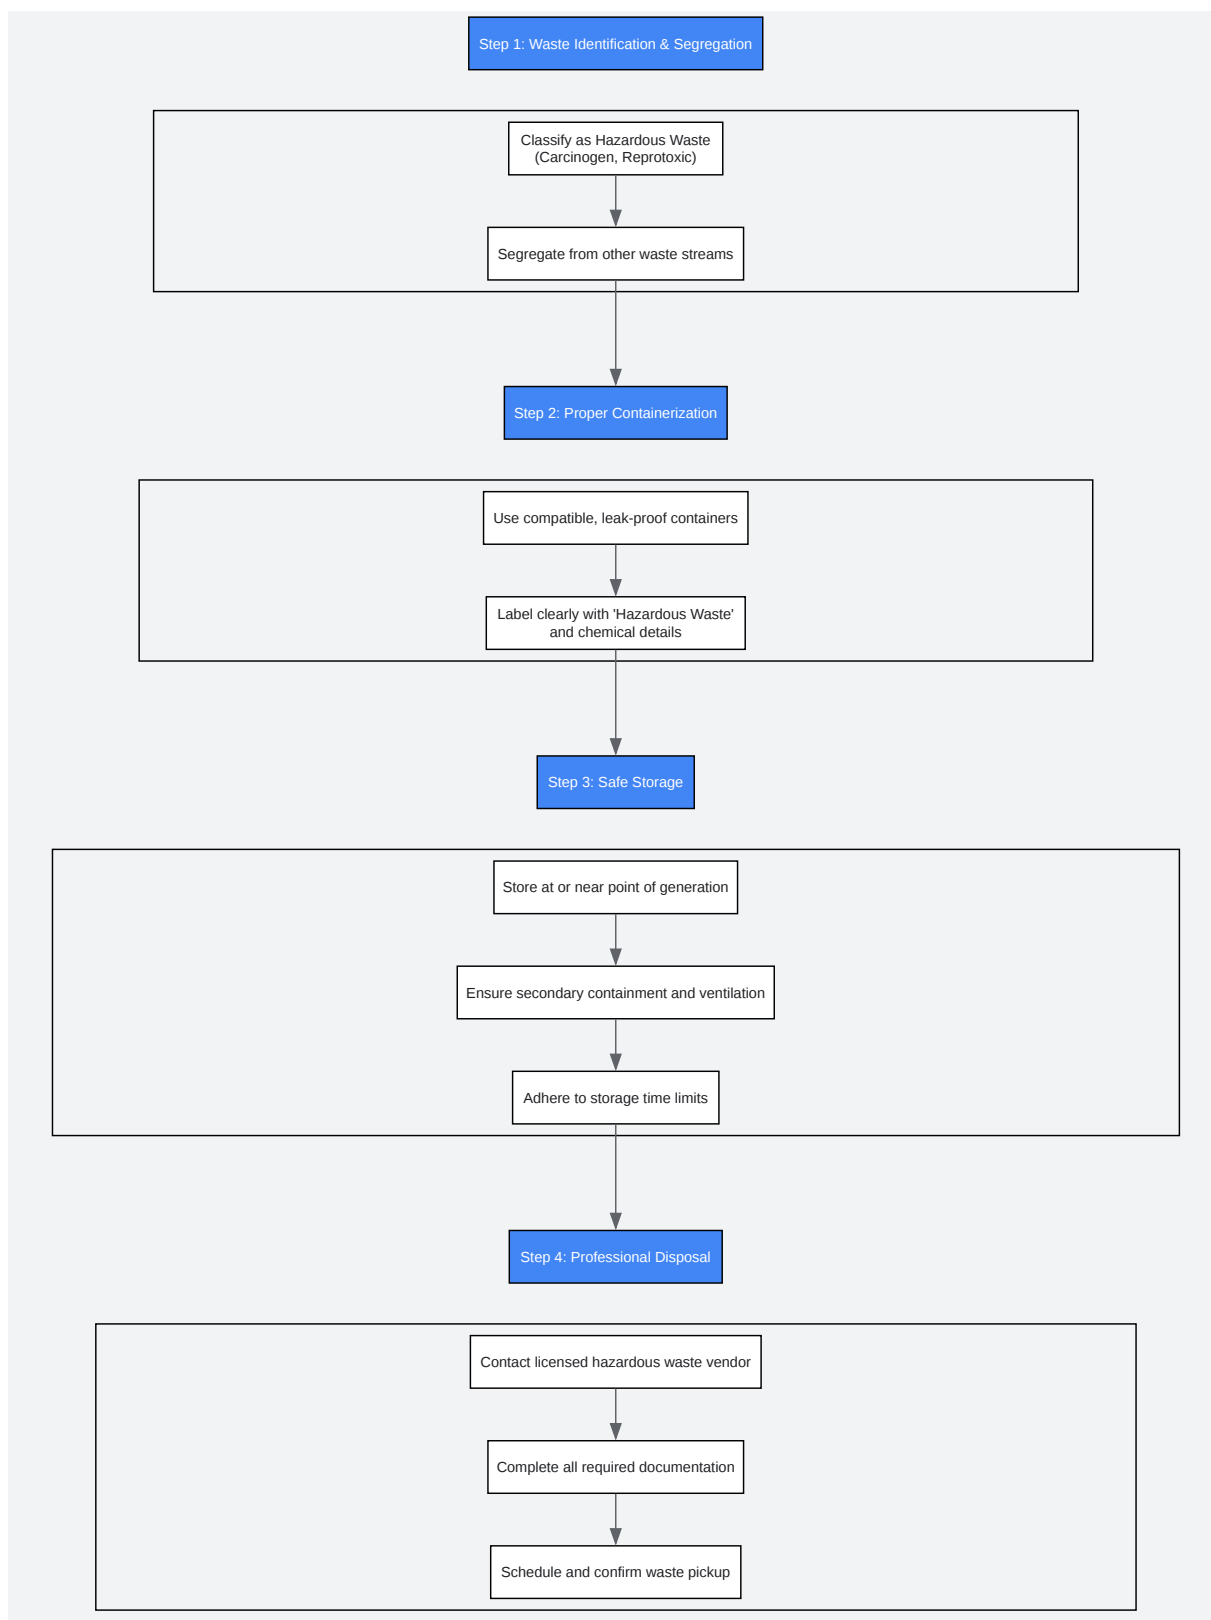 Step 1: Waste Identification & Segregation
Classify as Hazardous Waste
(Carcinogen, Reprotoxic)
Segregate from other waste streams
Step 2: Proper Containerization
Use compatible, leak-proof containers
Label clearly with 'Hazardous Waste'
and chemical details
Step 3: Safe Storage
Store at or near point of generation
Ensure secondary containment and ventilation
Adhere to storage time limits
Step 4: Professional Disposal
Contact licensed hazardous waste vendor
Complete all required documentation
Schedule and confirm waste pickup